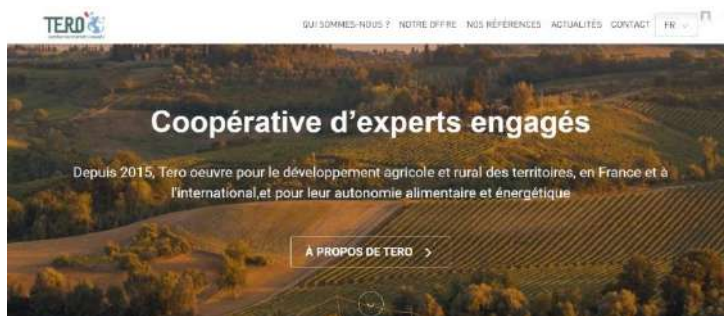 TERO
QUI SOMMES-NOUS ? NOTRE OFFRE NOS RÉFÉRENCES ACTUALITÉS CONTACT FR
Coopérative d'experts engagés
Depuis 2015, Tero oeuvre pour le développement agricole et rural des territoires, en France et à
l'international,et pour leur autonomie alimentaire et énergétique
À PROPOS DE TERO